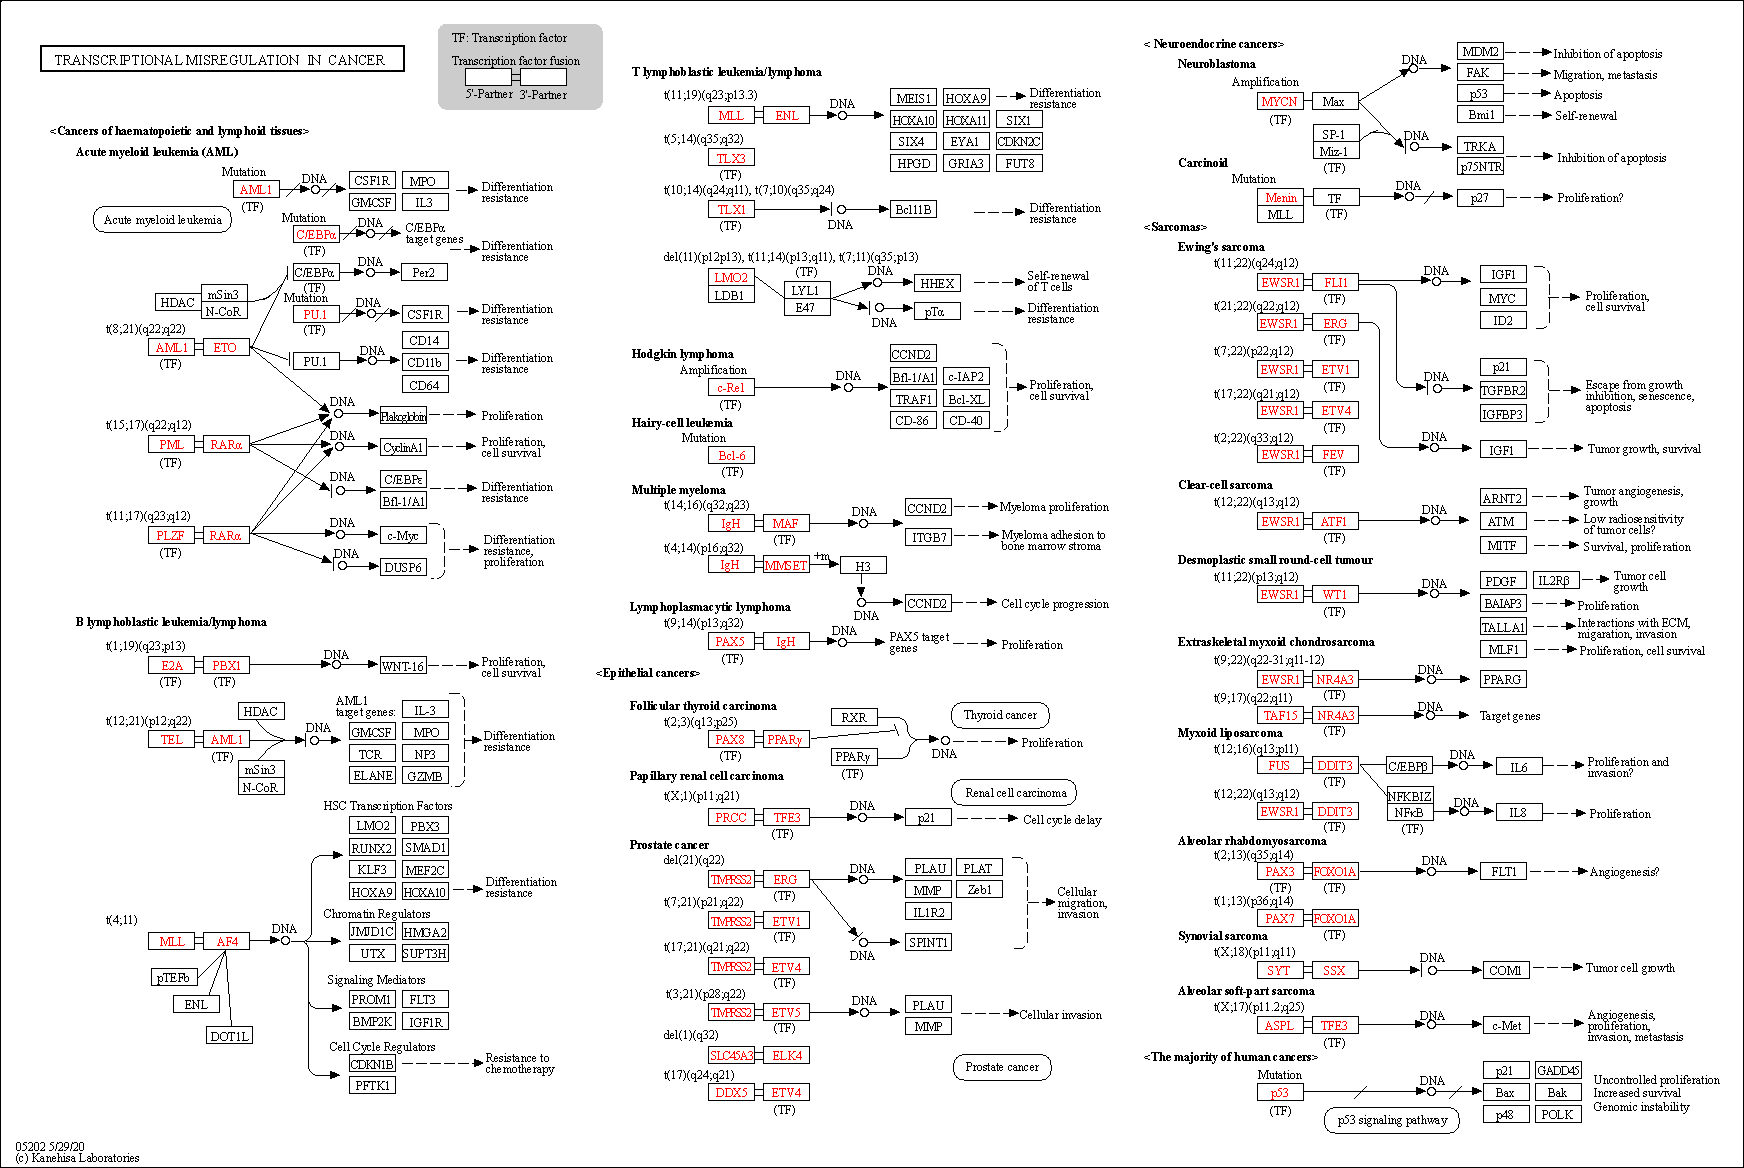 TRANSCRIPTIONAL MISREGULATION IN CANCER
TF: Transcription factor
Transcription factor fusion
5'-Partner 3'-Partner
<Cancers of haematopoietic and lymphoid tissues>
Acute myeloid leukemia (AML)
Mutation
AML1
(TF)
DNA
CSF1R
MPO
GMCSF
IL3
Differentiation
resistance
Acute myeloid leukemia
Mutation
C/EBPα
(TF)
DNA
C/EBPα
target genes
Differentiation
resistance
HDAC
mSin3
N-CoR
C/EBPα
(TF)
DNA
Per2
Mutation
PU.1
(TF)
DNA
CSF1R
Differentiation
resistance
t(8;21)(q22;q22)
AML1
ETO
(TF)
PU.1
DNA
CD14
CD11b
CD64
Differentiation
resistance
DNA
Plakoglobin
Proliferation
t(15;17)(q22;q12)
PML
RARα
(TF)
DNA
CyclinA1
Proliferation,
cell survival
DNA
C/EBPε
Bfl-1/A1
Differentiation
resistance
t(11;17)(q23;q12)
PLZF
RARα
(TF)
DNA
c-Myc
DNA
DUSP6
Differentiation
resistance,
proliferation
B lymphoblastic leukemia/lymphoma
t(1;19)(q23;p13)
E2A
PBX1
(TF)
(TF)
DNA
WNT-16
Proliferation,
cell survival
t(12;21)(p12;q22)
TEL
AML1
(TF)
HDAC
mSin3
N-CoR
DNA
AML1
target genes:
IL-3
GMCSF
MPO
TCR
NP3
ELANE
GZMB
Differentiation
resistance
HSC Transcription Factors
LMO2
PBX3
RUNX2
SMAD1
KLF3
MEF2C
HOXA9
HOXA10
Differentiation
resistance
t(4;11)
MLL
AF4
DNA
pTEFb
ENL
DOT1L
Chromatin Regulators
JMJD1C
HMGA2
UTX
SUPT3H
Signaling Mediators
PROM1
FLT3
BMP2K
IGF1R
Cell Cycle Regulators
CDKN1B
PFTK1
Resistance to
chemotherapy
T lymphoblastic leukemia/lymphoma
t(11;19)(q23;p13.3)
MLL
ENL
DNA
MEIS1
HOXA9
HOXA10
HOXA11
SIX1
SIX4
EYA1
CDKN2C
HPGD
GRIA3
FUT8
Differentiation
resistance
t(5;14)(q35;q32)
TLX3
(TF)
t(10;14)(q24;q11), t(7;10)(q35;q24)
TLX1
(TF)
DNA
Bcl11B
Differentiation
resistance
del(11)(p12p13), t(11;14)(p13;q11), t(7;11)(q35;p13)
LMO2
LDB1
(TF)
LYL1
E47
DNA
HHEX
Self-renewal
of T cells
DNA
pTα
Differentiation
resistance
Hodgkin lymphoma
Amplification
c-Rel
(TF)
DNA
CCND2
Bfl-1/A1
c-IAP2
TRAF1
Bcl-XL
CD-86
CD-40
Proliferation,
cell survival
Hairy-cell leukemia
Mutation
Bcl-6
(TF)
Multiple myeloma
t(14;16)(q32;q23)
IgH
MAF
(TF)
DNA
CCND2
Myeloma proliferation
ITGB7
Myeloma adhesion to
bone marrow stroma
t(4;14)(p16;q32)
IgH
MMSET
+m
H3
DNA
CCND2
Cell cycle progression
Lymphoplasmacytic lymphoma
t(9;14)(p13;q32)
PAX5
IgH
(TF)
DNA
PAX5 target
genes
Proliferation
<Epithelial cancers>
Follicular thyroid carcinoma
t(2;3)(q13;p25)
PAX8
PPARγ
(TF)
(TF)
RXR
PPARγ
(TF)
DNA
Thyroid cancer
Proliferation
Papillary renal cell carcinoma
t(X;1)(p11;q21)
PRCC
TFE3
(TF)
DNA
p21
Renal cell carcinoma
Cell cycle delay
Prostate cancer
del(21)(q22)
TMPRSS2
ERG
(TF)
DNA
PLAU
PLAT
MMP
Zeb1
IL1R2
DNA
SPINT1
Cellular
migration,
invasion
t(7;21)(p21;q22)
TMPRSS2
ETV1
(TF)
t(17;21)(q21;q22)
TMPRSS2
ETV4
(TF)
t(3;21)(p28;q22)
TMPRSS2
ETV5
(TF)
DNA
PLAU
MMP
Cellular invasion
del(1)(q32)
SLC45A3
ELK4
t(17)(q24;q21)
DDX5
ETV4
(TF)
Prostate cancer
< Neuroendocrine cancers>
Neuroblastoma
Amplification
MYCN
(TF)
Max
DNA
MDM2
Inhibition of apoptosis
FAK
Migration, metastasis
p53
Apoptosis
Bmi1
Self-renewal
SP-1
Miz-1
(TF)
DNA
TRKA
p75NTR
Inhibition of apoptosis
Carcinoid
Mutation
Menin
MLL
TF
(TF)
DNA
p27
Proliferation?
<Sarcomas>
Ewing's sarcoma
t(11;22)(q24;q12)
EWSR1
FLI1
(TF)
DNA
IGF1
MYC
ID2
Proliferation,
cell survival
t(21;22)(q22;q12)
EWSR1
ERG
(TF)
t(7;22)(p22;q12)
EWSR1
ETV1
(TF)
DNA
p21
TGFBR2
IGFBP3
Escape from growth
inhibition, senescence,
apoptosis
t(17;22)(q21;q12)
EWSR1
ETV4
(TF)
t(2;22)(q33;q12)
EWSR1
FEV
(TF)
DNA
IGF1
Tumor growth, survival
Clear-cell sarcoma
t(12;22)(q13;q12)
EWSR1
ATF1
(TF)
DNA
ARNT2
Tumor angiogenesis,
growth
ATM
Low radiosensitivity
of tumor cells?
MITF
Survival, proliferation
Desmoplastic small round-cell tumour
t(11;22)(p13;q12)
EWSR1
WT1
(TF)
DNA
PDGF
IL2Rβ
Tumor cell
growth
BAIAP3
Proliferation
TALLA1
Interactions with ECM,
migaration, invasion
MLF1
Proliferation, cell survival
Extraskeletal myxoid chondrosarcoma
t(9;22)(q22-31;q11-12)
EWSR1
NR4A3
(TF)
DNA
PPARG
t(9;17)(q22;q11)
TAF15
NR4A3
(TF)
DNA
Target genes
Myxoid liposarcoma
t(12;16)(q13;p11)
FUS
DDIT3
(TF)
C/EBPβ
DNA
IL6
Proliferation and
invasion?
t(12;22)(q13;q12)
EWSR1
DDIT3
(TF)
NFKBIZ
NFκB
(TF)
DNA
IL8
Proliferation
Alveolar rhabdomyosarcoma
t(2;13)(q35;q14)
PAX3
FOXO1A
(TF)
(TF)
DNA
FLT1
Angiogenesis?
t(1;13)(p36;q14)
PAX7
FOXO1A
(TF)
Synovial sarcoma
t(X;18)(p11;q11)
SYT
SSX
(TF)
DNA
COM1
Tumor cell growth
Alveolar soft-part sarcoma
t(X;17)(p11.2;q25)
ASPL
TFE3
(TF)
DNA
c-Met
Angiogenesis,
proliferation,
invasion, metastasis
<The majority of human cancers>
Mutation
p53
(TF)
DNA
p21
GADD45
Bax
Bak
p48
POLK
Uncontrolled proliferation
Increased survival
Genomic instability
p53 signaling pathway
05202 5/29/20
(c) Kanehisa Laboratories